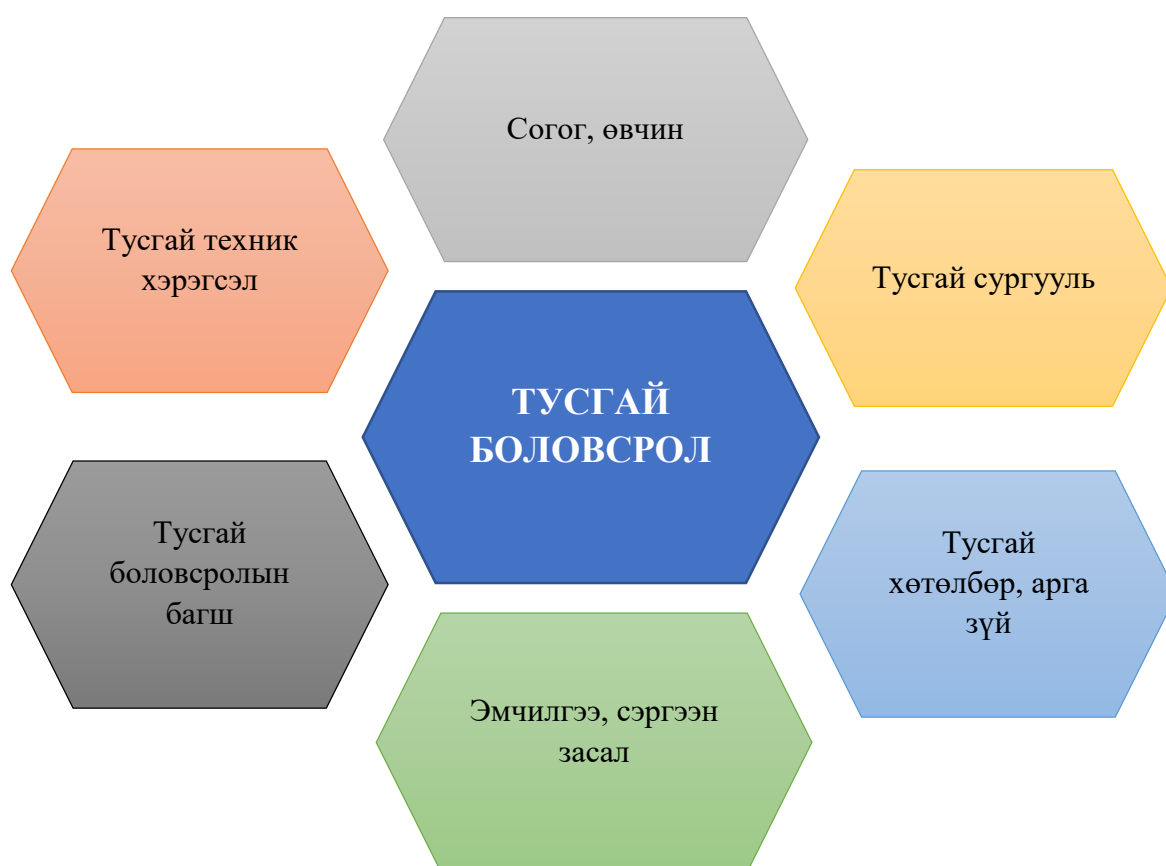 Согог, өвчин
Тусгай техник
хэрэгсэл
Тусгай сургууль
ТУСГАЙ
БОЛОВСРОЛ
Тусгай
боловсролын
багш
Тусгай
хөтөлбөр, арга
зүй
Эмчилгээ, сэргээн
засал